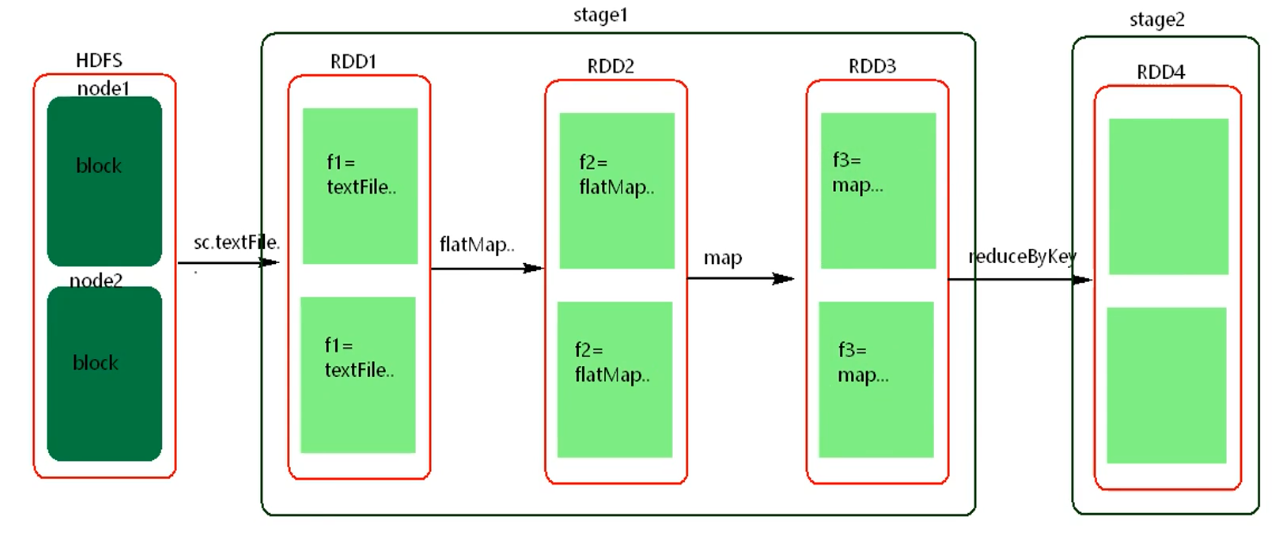 stage1
stage2
HDFS
RDD1
RDD2
RDD3
RDD4
node1
block
f1=
textFile..
f2=
flatMap..
f3=
map...
sc.textFile.
.
flatMap..
map
reduceByKey
node2
block
f1=
textFile..
f2=
flatMap..
f3=
map...